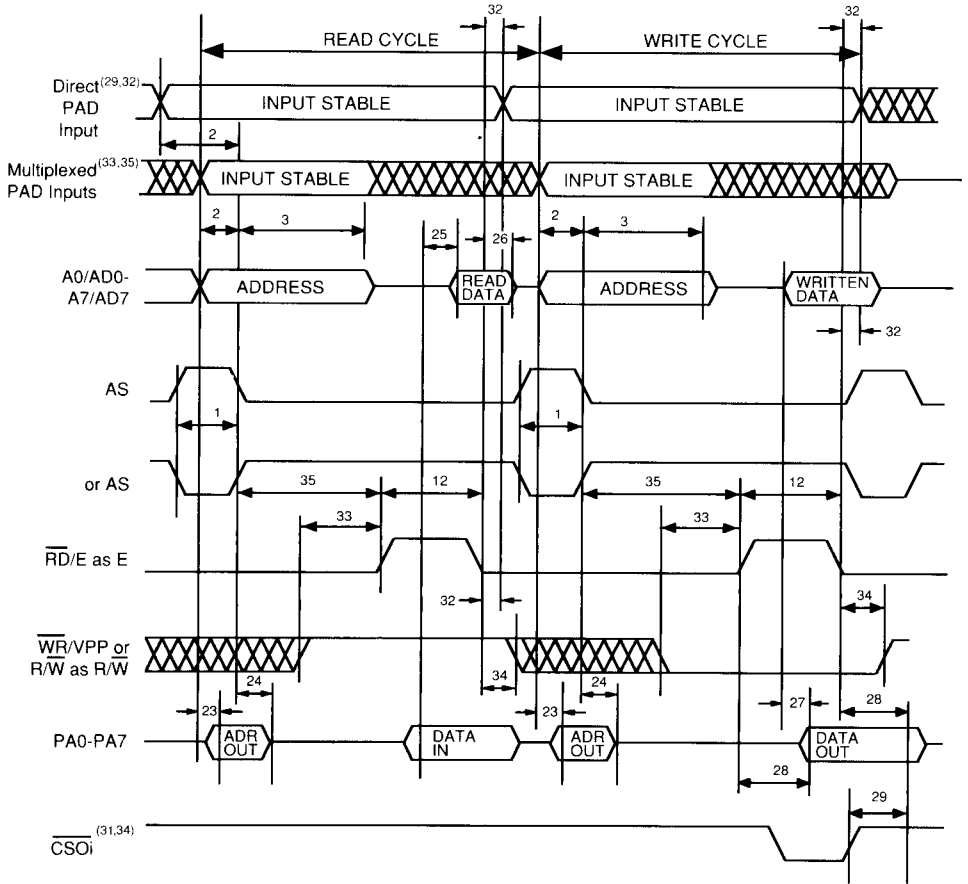 32
READ CYCLE
WRITE CYCLE
Direct(29,32)
PAD
Input
INPUT STABLE
INPUT STABLE
2
Multiplexed(33,35)
PAD Inputs
INPUT STABLE
INPUT STABLE
32
2
3
25
26
2
3
A0/AD0-
A7/AD7
ADDRESS
READ
DATA
ADDRESS
WRITTEN
DATA
32
AS
1
1
or AS
35
12
35
12
33
33
R̅D̅/E as E
32
34
W̅R̅/VPP or
R/W̅ as R/W̅
24
34
24
23
23
27
28
PA0-PA7
ADR
OUT
DATA
IN
ADR
OUT
DATA
OUT
28
29
C̅S̅O̅i̅ (31,34)